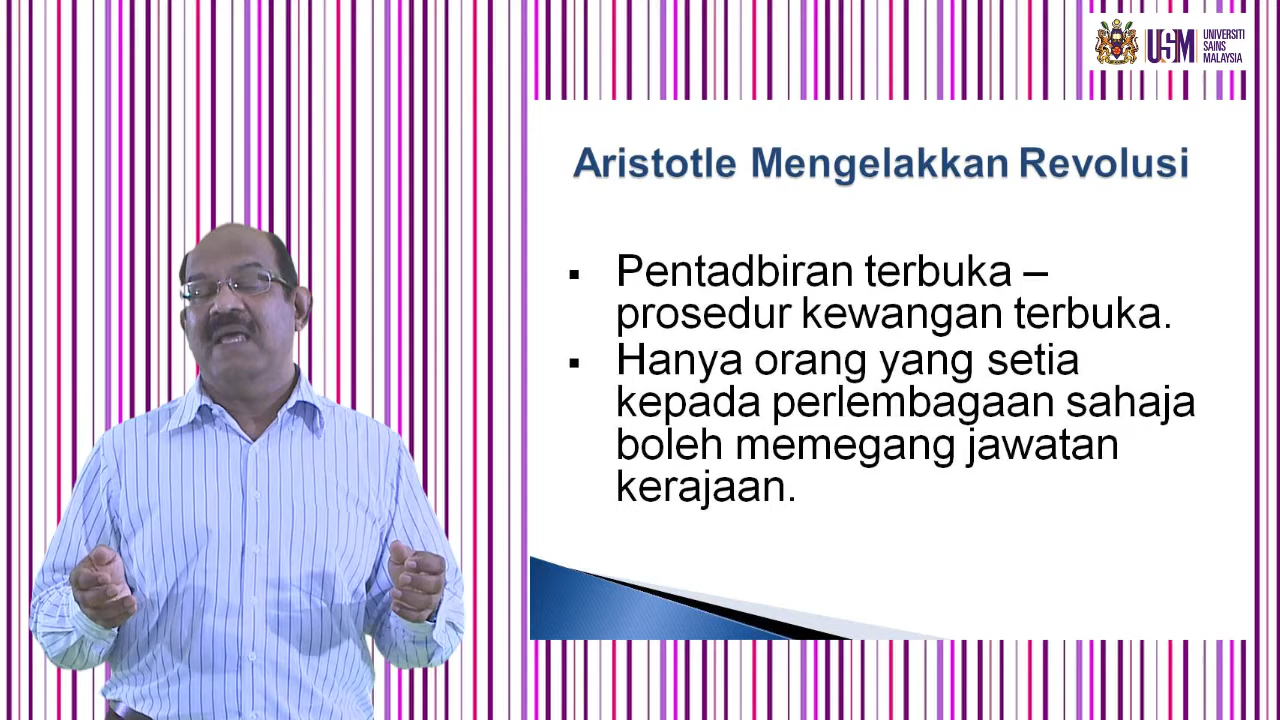 USM
UNIVERSITI
SAINS
MALAYSIA
Aristotle Mengelakkan Revolusi
▪ Pentadbiran terbuka –
prosedur kewangan terbuka.
▪ Hanya orang yang setia
kepada perlembagaan sahaja
boleh memegang jawatan
kerajaan.